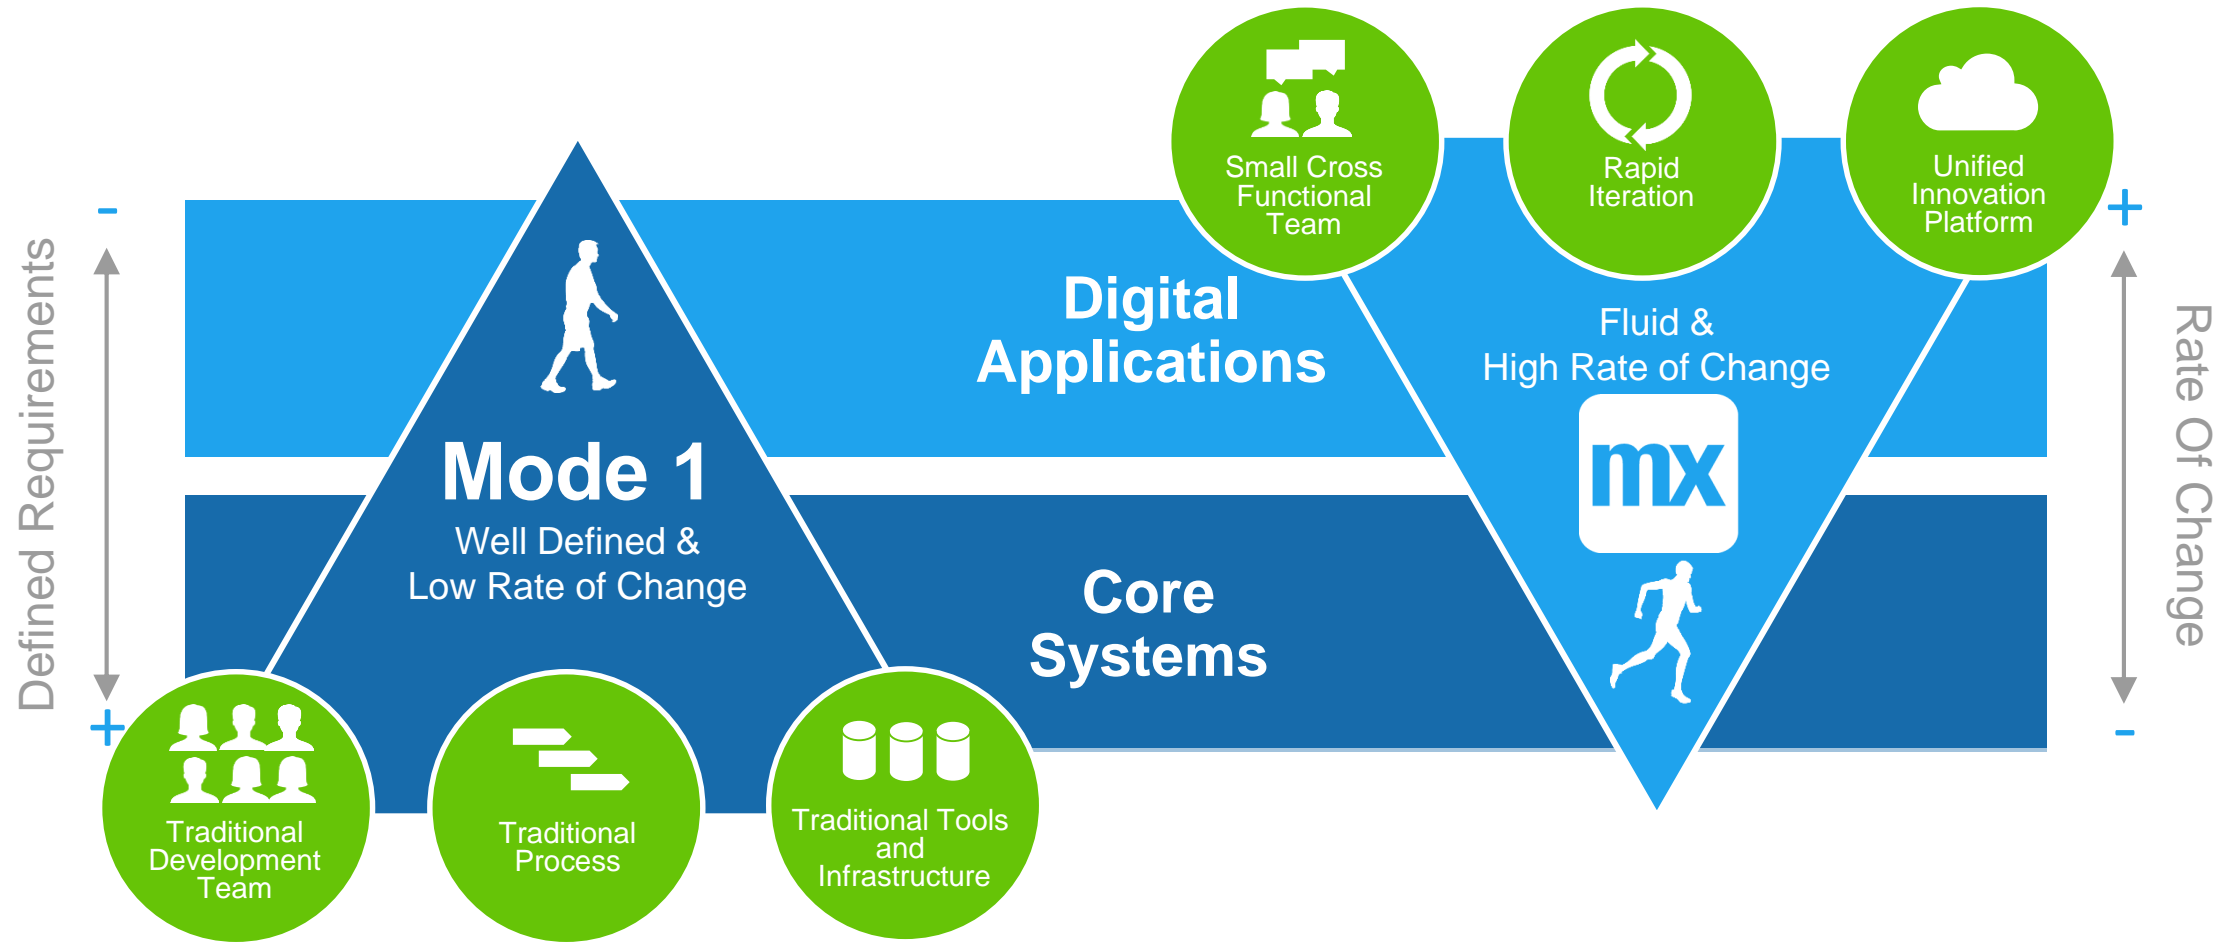 Defined Requirements
-
+
Mode 1
Well Defined &
Low Rate of Change
Traditional
Development
Team
Traditional
Process
Traditional Tools
and
Infrastructure
Digital
Applications
Core
Systems
Small Cross
Functional
Team
Rapid
Iteration
Unified
Innovation
Platform
Fluid &
High Rate of Change
mx
+
-
Rate Of Change